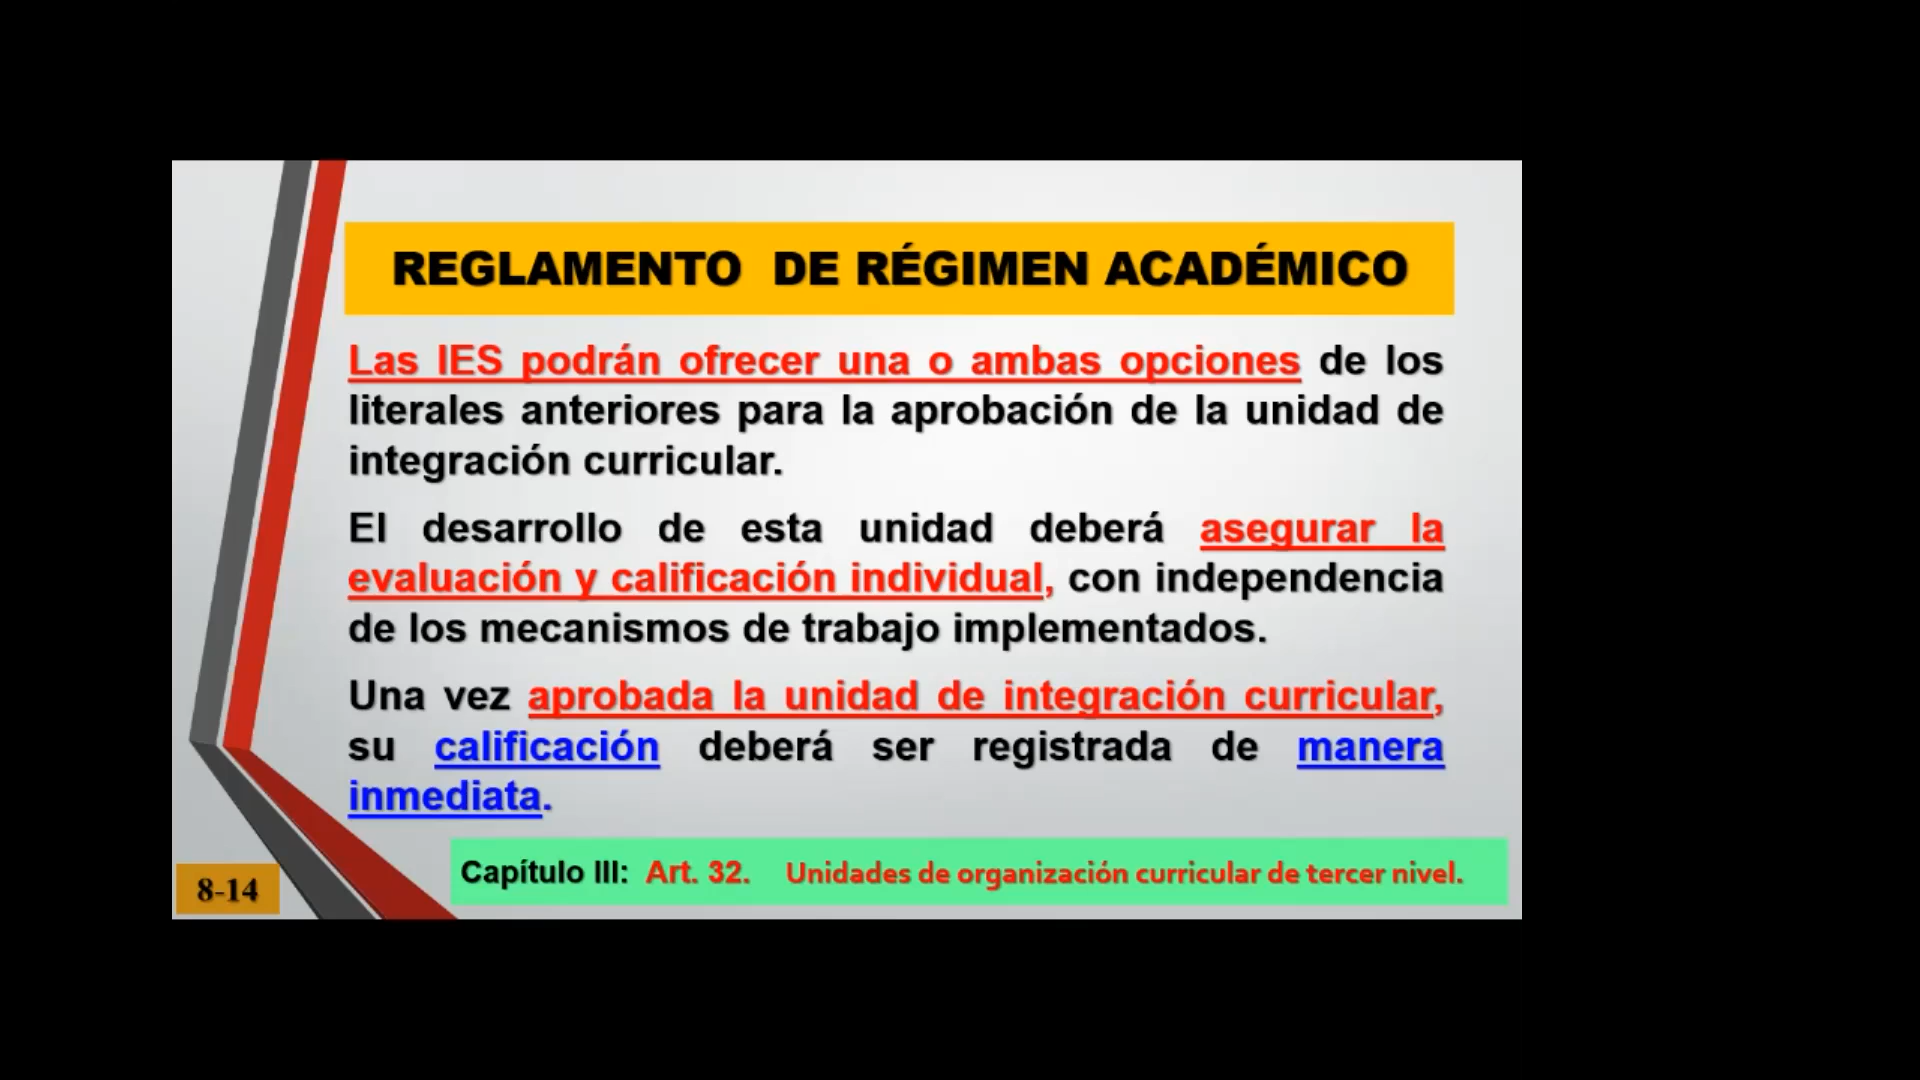 REGLAMENTO DE RÉGIMEN ACADÉMICO
Las IES podrán ofrecer una o ambas opciones de los
literales anteriores para la aprobación de la unidad de
integración curricular.
El desarrollo de esta unidad deberá asegurar la
evaluación y calificación individual, con independencia
de los mecanismos de trabajo implementados.
Una vez aprobada la unidad de integración curricular,
su calificación deberá ser registrada de manera
inmediata.
Capítulo III: Art. 32. Unidades de organización curricular de tercer nivel.
8-14